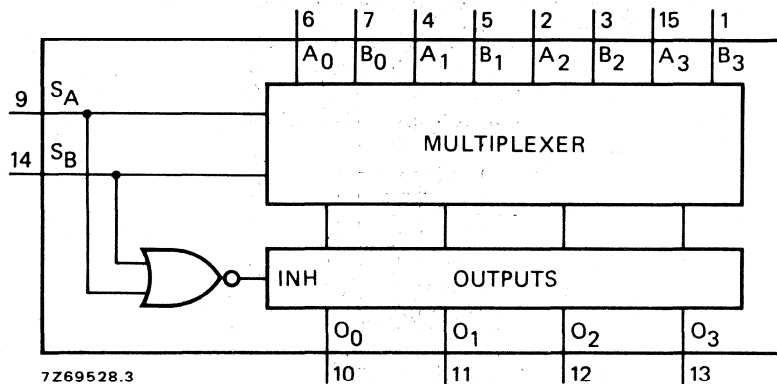 6 7 4 5 2 3 15 1
A0 B0 A1 B1 A2 B2 A3 B3
9 SA
MULTIPLEXER
14 SB
INH OUTPUTS
O0 O1 O2 O3
7Z69528.3 10 11 12 13